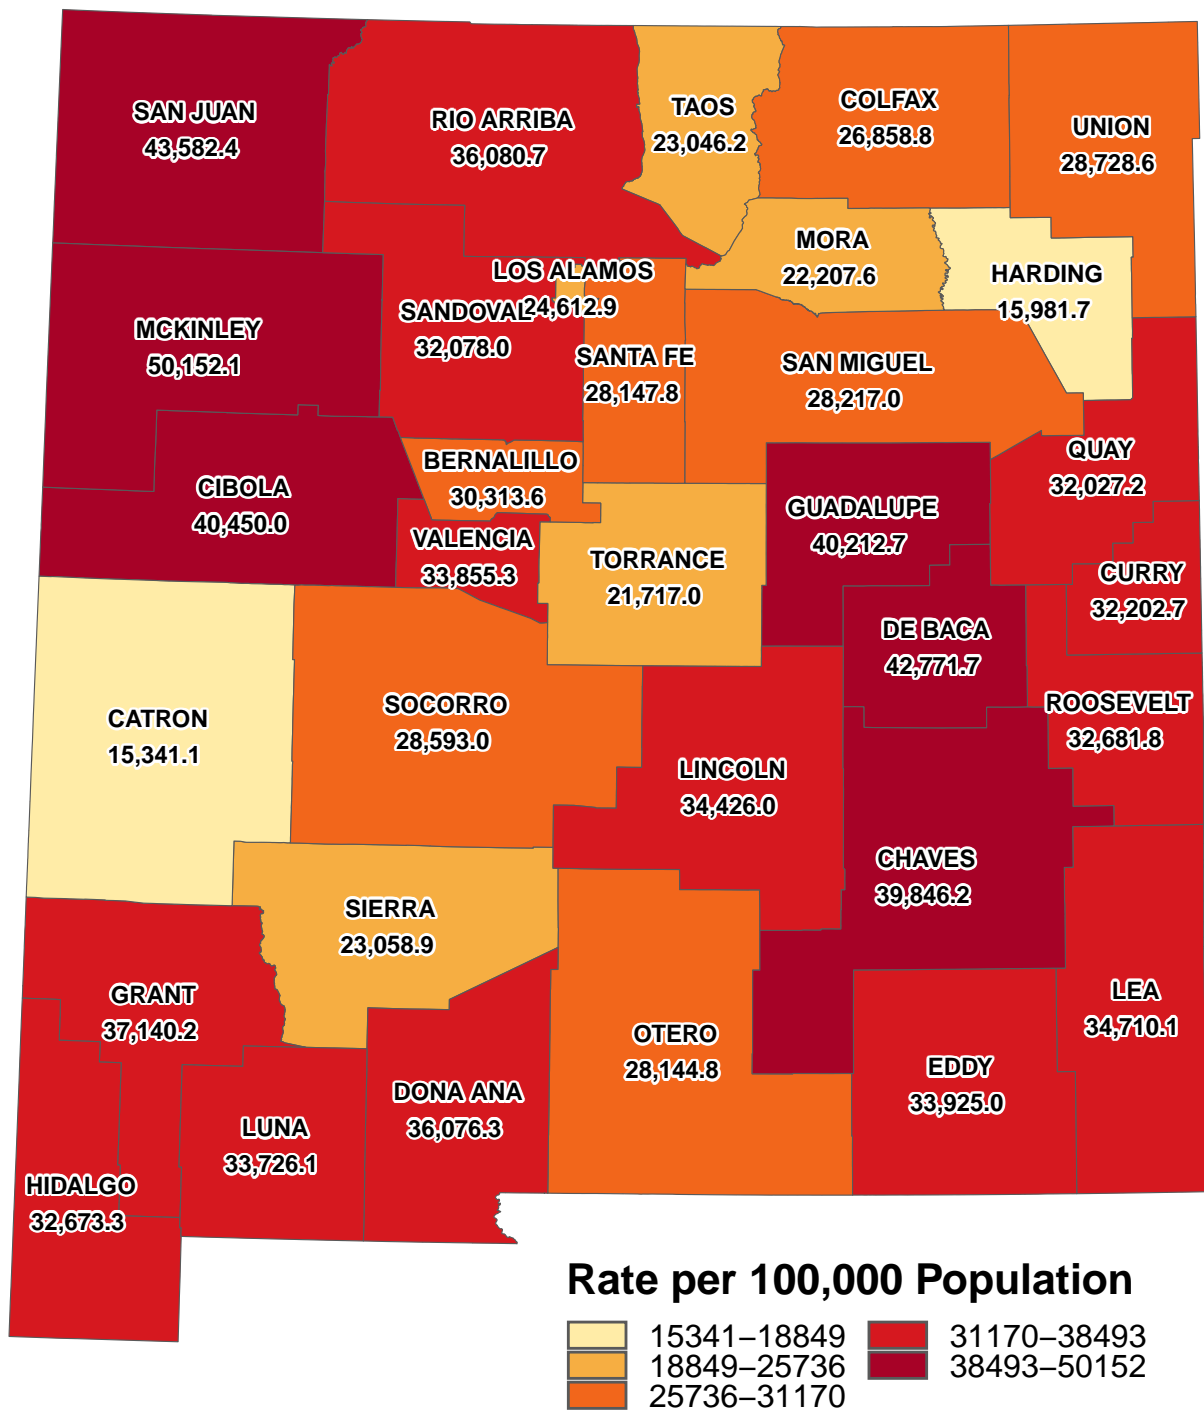 SAN JUAN
43,582.4
RIO ARRIBA
36,080.7
TAOS
23,046.2
COLFAX
26,858.8
UNION
28,728.6
MORA
22,207.6
HARDING
15,981.7
LOS ALAMOS
24,612.9
SANDOVAL
32,078.0
MCKINLEY
50,152.1
SANTA FE
28,147.8
SAN MIGUEL
28,217.0
QUAY
32,027.2
BERNALILLO
30,313.6
CIBOLA
40,450.0
GUADALUPE
40,212.7
VALENCIA
33,855.3
TORRANCE
21,717.0
CURRY
32,202.7
DE BACA
42,771.7
ROOSEVELT
32,681.8
CATRON
15,341.1
SOCORRO
28,593.0
LINCOLN
34,426.0
CHAVES
39,846.2
SIERRA
23,058.9
GRANT
37,140.2
LEA
34,710.1
OTERO
28,144.8
EDDY
33,925.0
DONA ANA
36,076.3
LUNA
33,726.1
HIDALGO
32,673.3
Rate per 100,000 Population
15341–18849
18849–25736
25736–31170
31170–38493
38493–50152